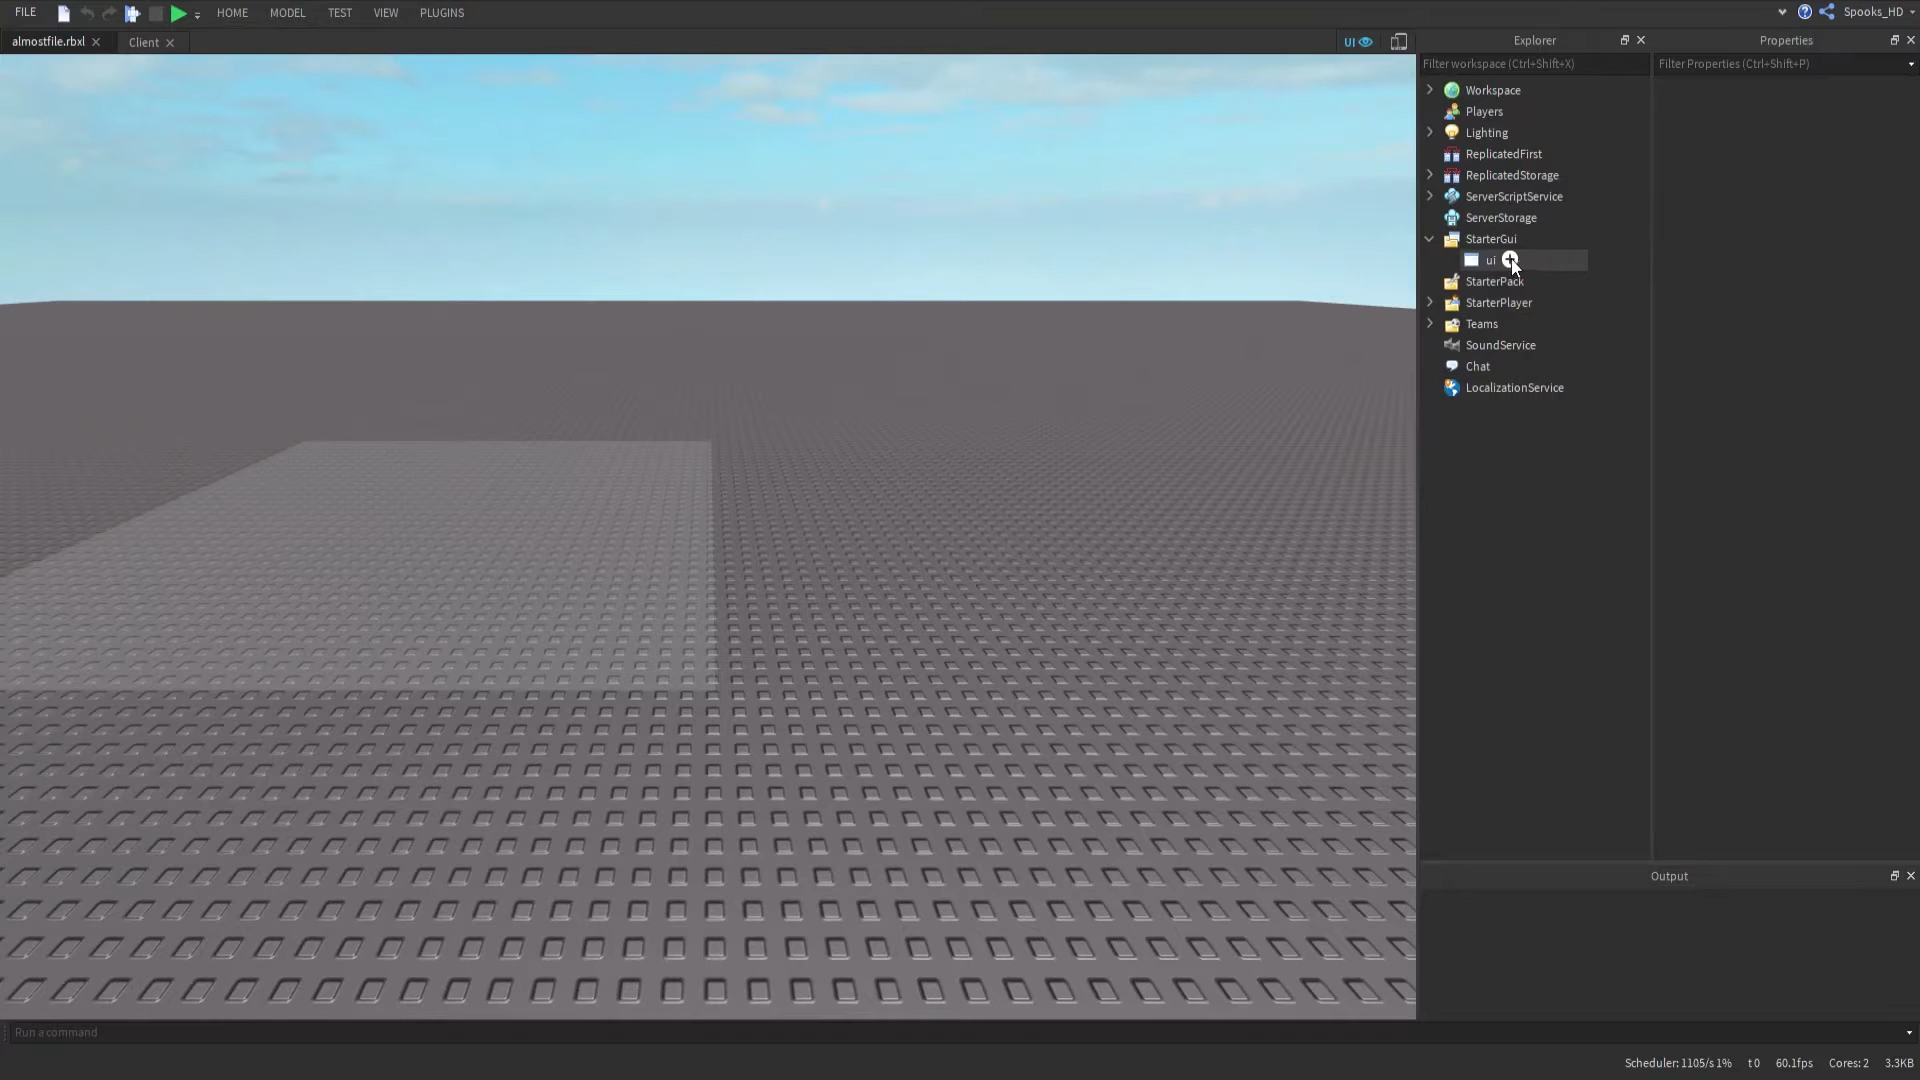 FILE HOME MODEL TEST VIEW PLUGINS Spooks_HD
almostfile.rbxl Client UI
Explorer
Filter workspace (Ctrl+Shift+X)
Workspace
Players
Lighting
ReplicatedFirst
ReplicatedStorage
ServerScriptService
ServerStorage
StarterGui
ui
StarterPack
StarterPlayer
Teams
SoundService
Chat
LocalizationService
Properties
Filter Properties (Ctrl+Shift+P)
Output
Run a command
Scheduler: 1105/s 1% t 0 60.1fps Cores: 2 3.3KB